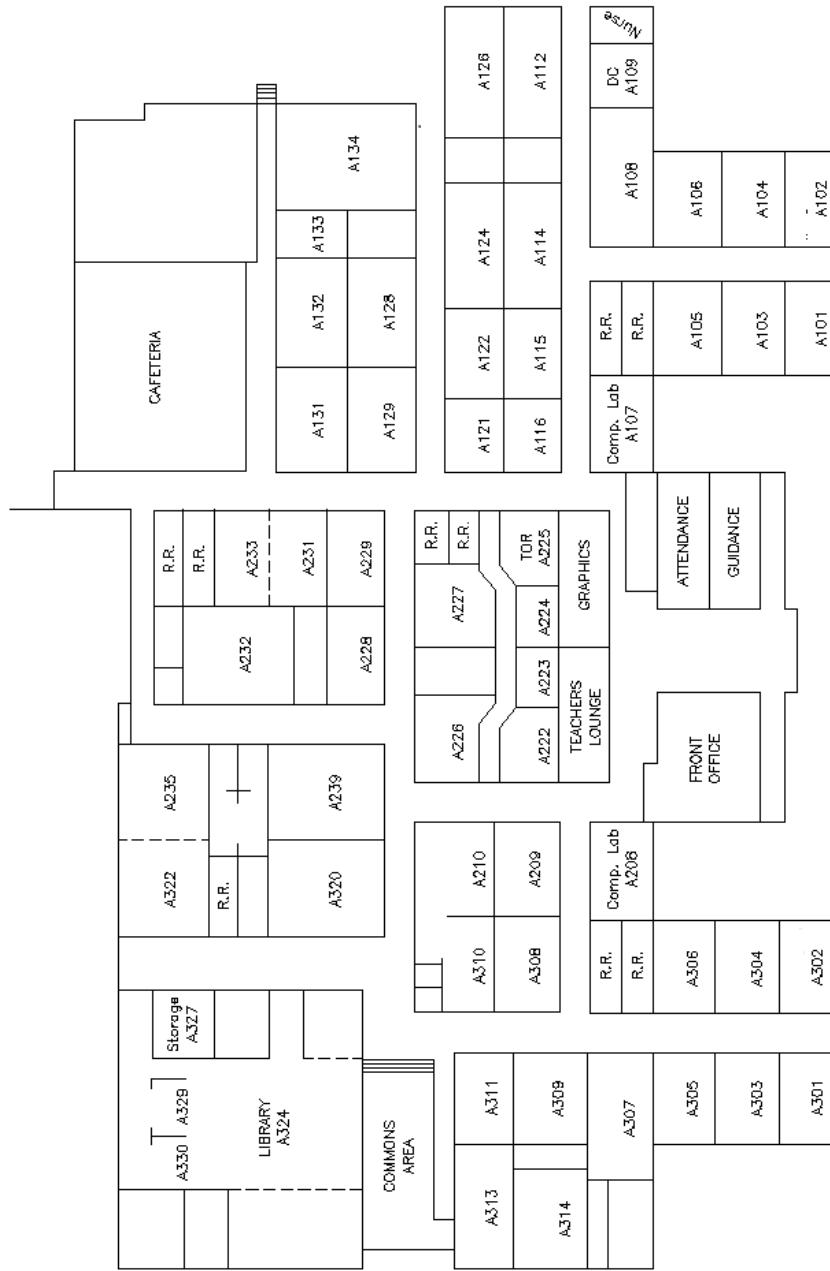 A330
A329
Storage
A327
LIBRARY
A324
A322
A235
R.R.
A320
A239
R.R.
R.R.
A233
A231
A229
A232
A228
CAFETERIA
A131
A132
A133
A134
A129
A128
COMMONS
AREA
A313
A311
A314
A309
A307
A310
A210
A308
A209
A226
A227
R.R.
R.R.
A222
A223
A224
TOR
A225
TEACHERS
LOUNGE
GRAPHICS
A121
A122
A124
A126
A116
A115
A114
A112
R.R.
R.R.
Comp. Lab
A206
Comp. Lab
A107
R.R.
R.R.
A108
DC
A109
Nurse
A305
A306
FRONT
OFFICE
ATTENDANCE
GUIDANCE
A105
A106
A303
A304
A103
A104
A301
A302
A101
A102